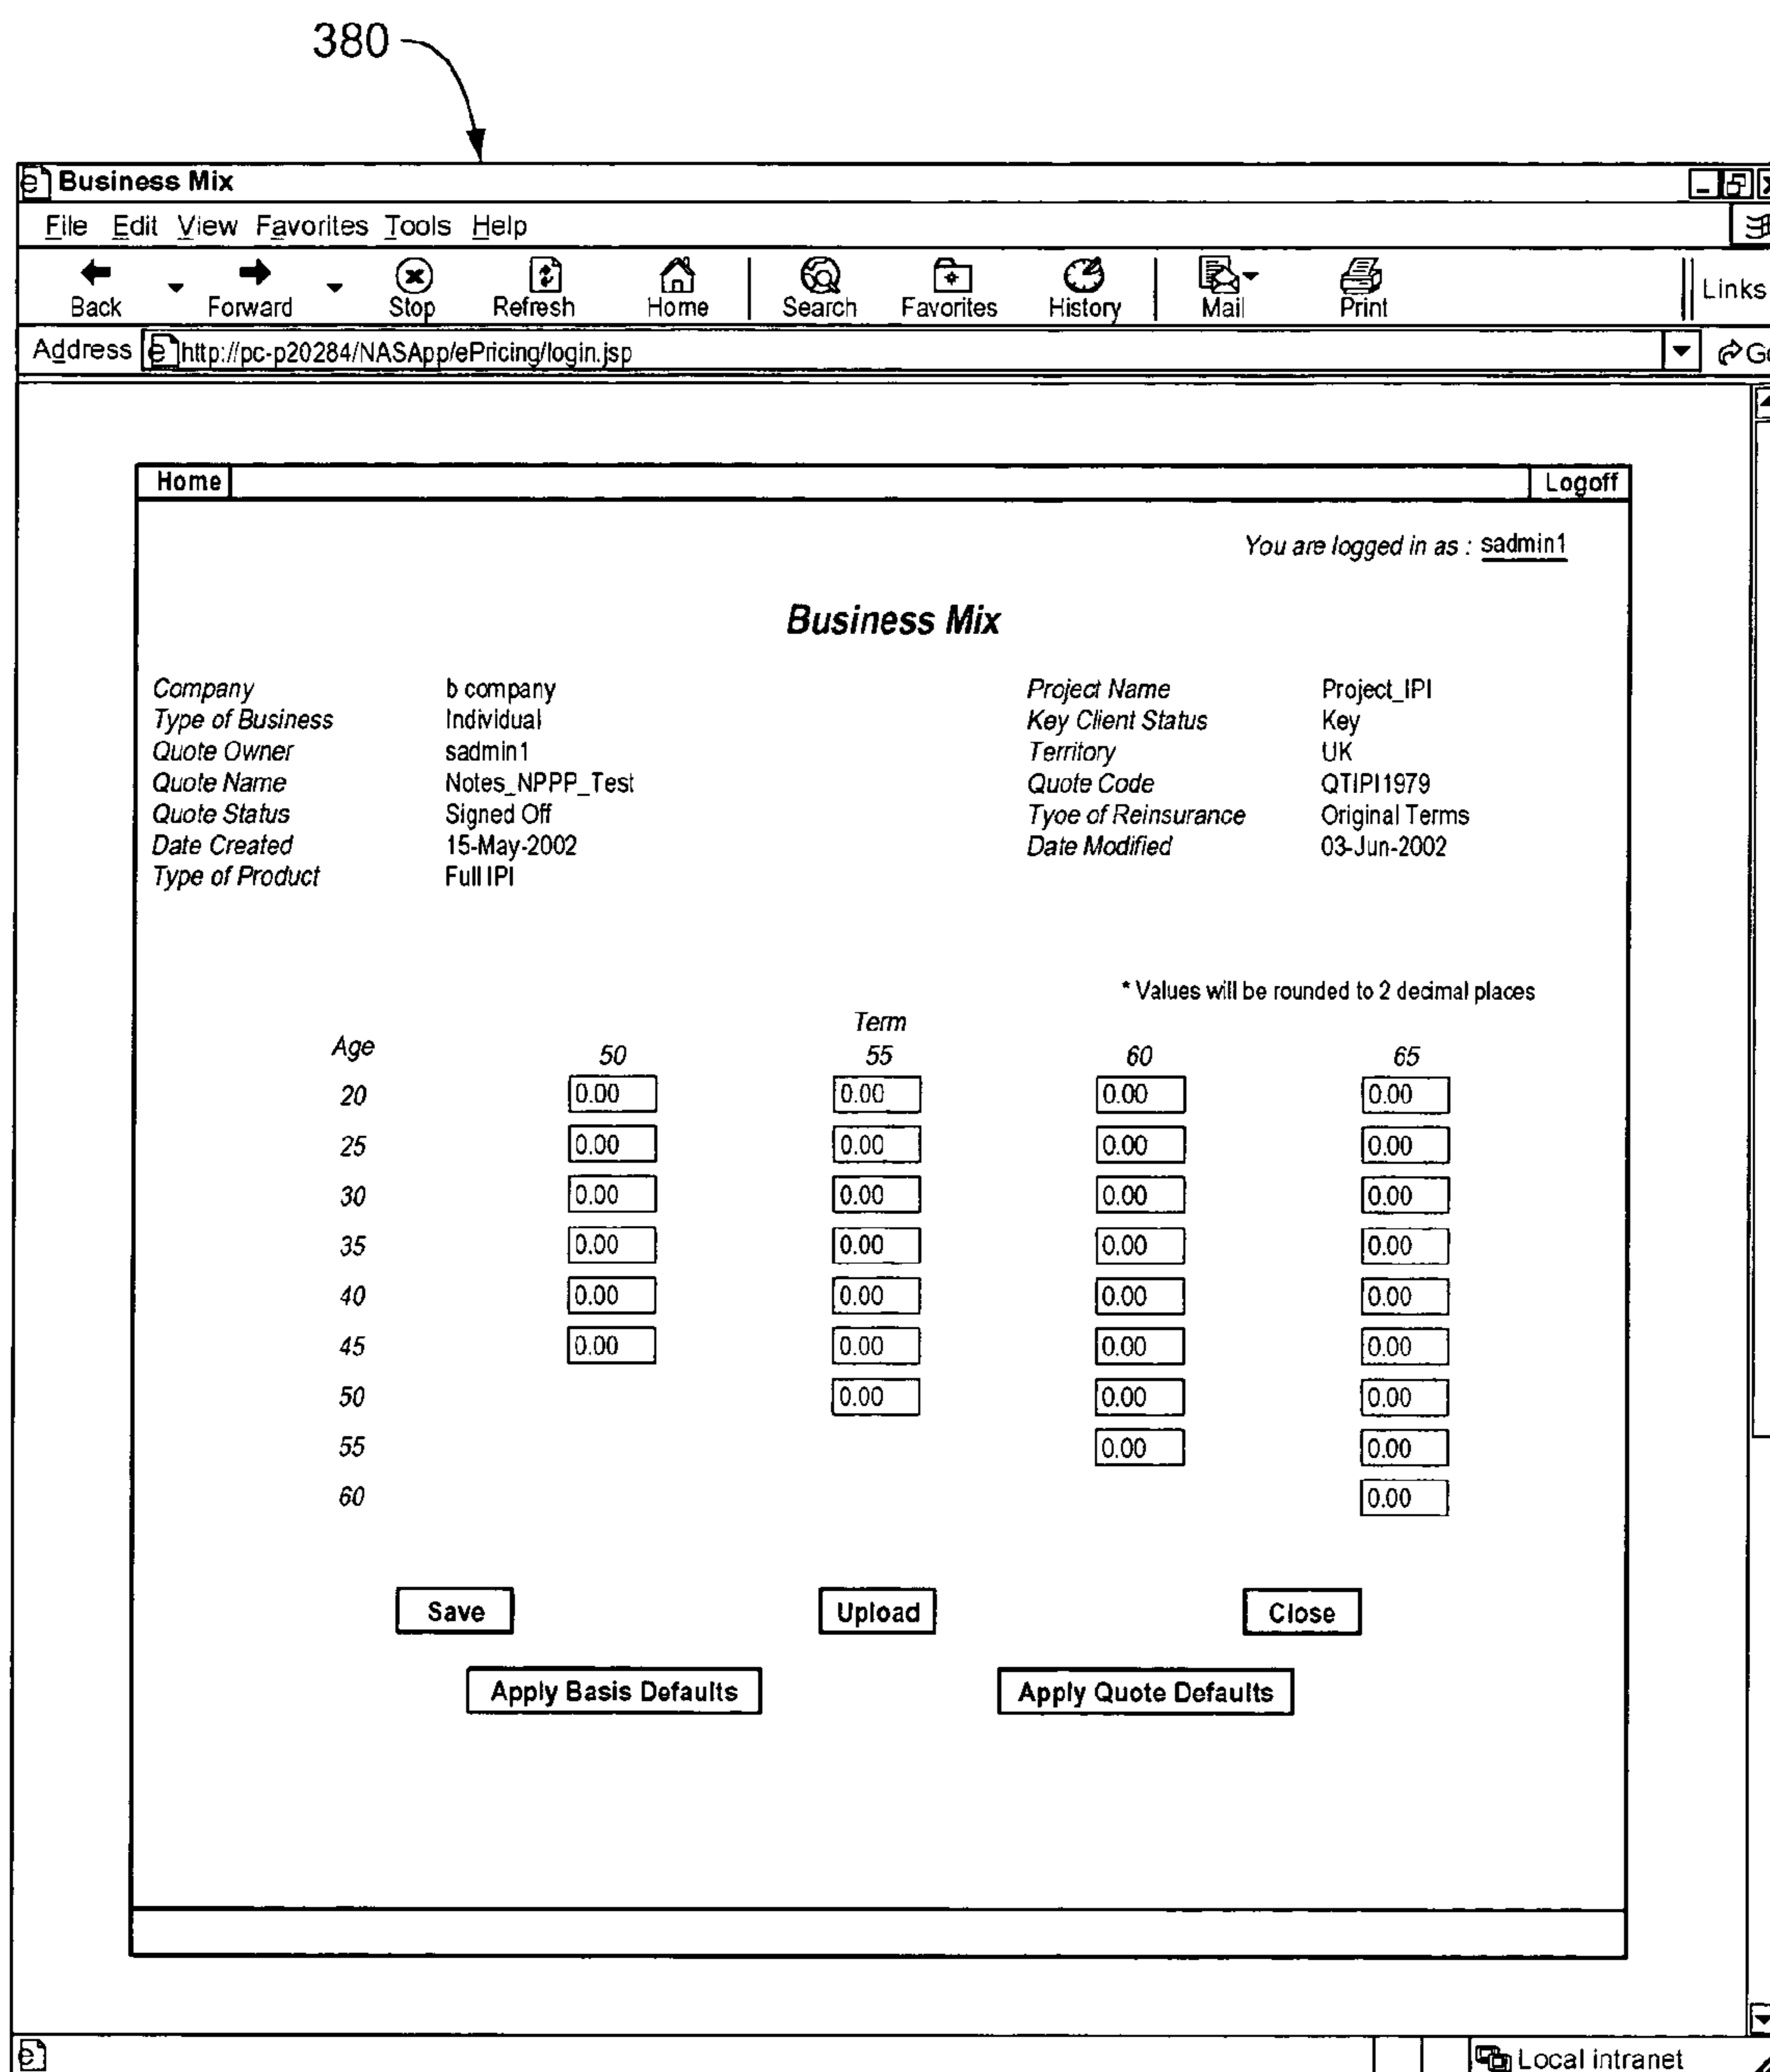 380
Business Mix
File Edit View Favorites Tools Help
Back Forward Stop Refresh Home Search Favorites History Mail Print Links
Address http://pc-p20284/NASApp/ePricing/login.jsp Go
Home Logoff
You are logged in as : sadmin1
Business Mix
Company b company Project Name Project_IPI
Type of Business Individual Key Client Status Key
Quote Owner sadmin1 Territory UK
Quote Name Notes_NPPP_Test Quote Code QTIPI1979
Quote Status Signed Off Tyoe of Reinsurance Original Terms
Date Created 15-May-2002 Date Modified 03-Jun-2002
Type of Product Full IPI
* Values will be rounded to 2 decimal places
Term
Age 50 55 60 65
20 0.00 0.00 0.00 0.00
25 0.00 0.00 0.00 0.00
30 0.00 0.00 0.00 0.00
35 0.00 0.00 0.00 0.00
40 0.00 0.00 0.00 0.00
45 0.00 0.00 0.00 0.00
50 0.00 0.00 0.00
55 0.00 0.00
60 0.00
Save Upload Close
Apply Basis Defaults Apply Quote Defaults
Local intranet